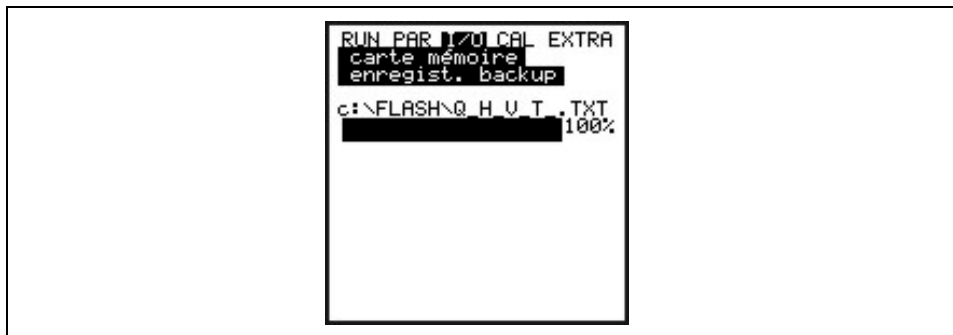 RUN PAR I/O CAL EXTRA
carte mémoire
enregist. backup
c:\FLASH\Q_H_V_T_.TXT
100%